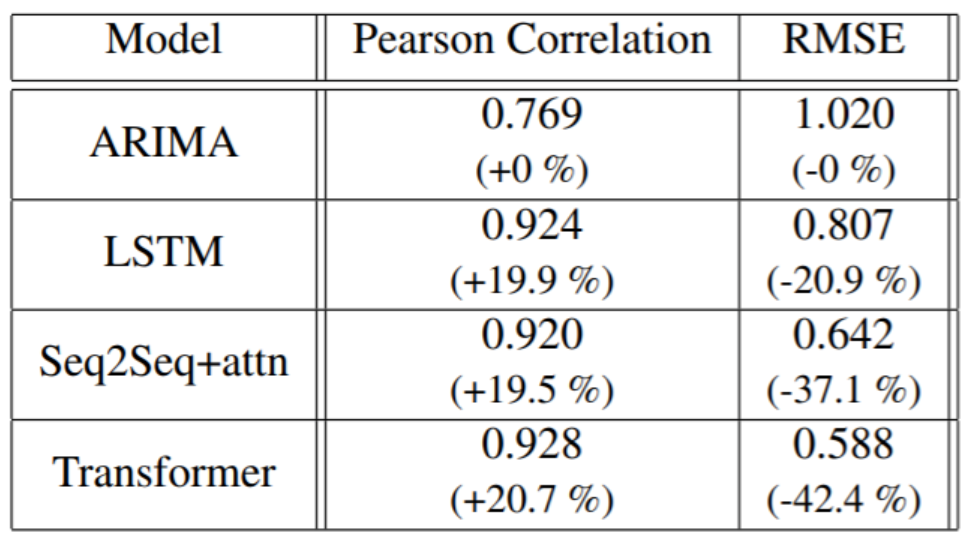 Model Pearson Correlation RMSE
ARIMA 0.769 1.020
(+0 %) (-0 %)
LSTM 0.924 0.807
(+19.9 %) (-20.9 %)
Seq2Seq+attn 0.920 0.642
(+19.5 %) (-37.1 %)
Transformer 0.928 0.588
(+20.7 %) (-42.4 %)